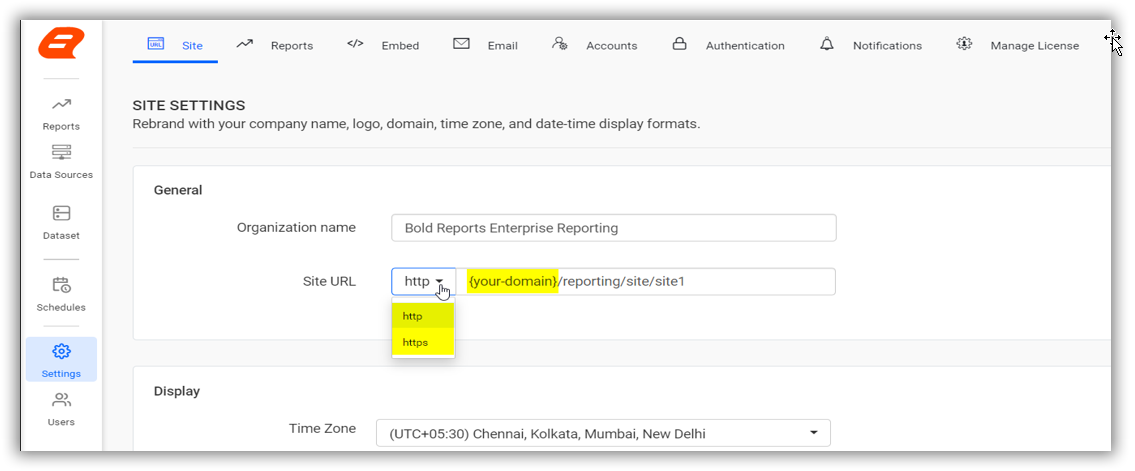 URL Site Reports Embed Email Accounts Authentication Notifications Manage License
SITE SETTINGS
Rebrand with your company name, logo, domain, time zone, and date-time display formats.
Reports
Data Sources
Dataset
Schedules
Settings
Users
General
Organization name Bold Reports Enterprise Reporting
Site URL http {your-domain}/reporting/site/site1
http
https
Display
Time Zone (UTC+05:30) Chennai, Kolkata, Mumbai, New Delhi